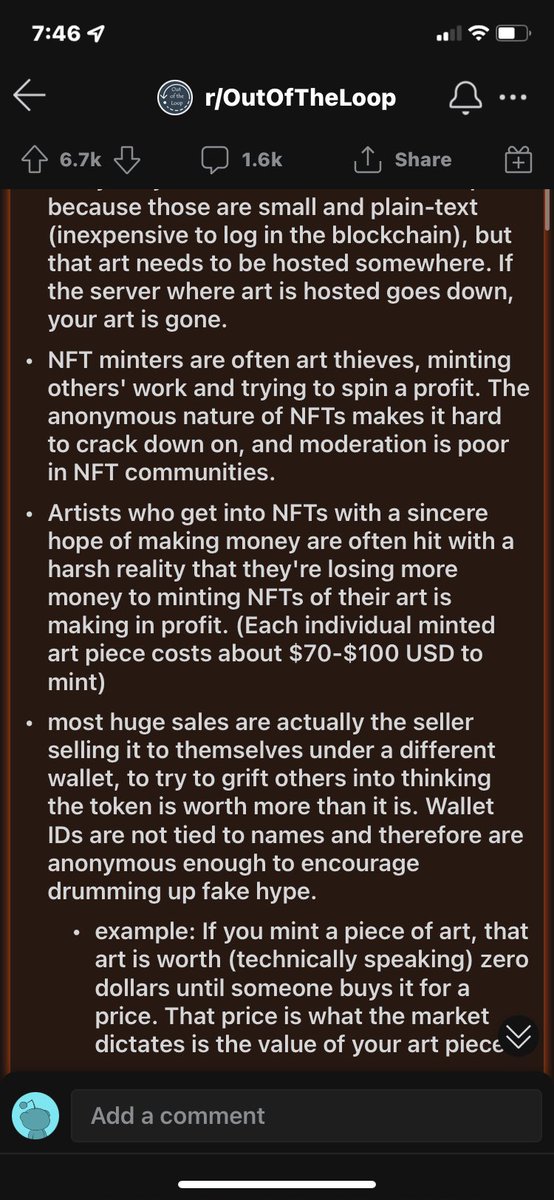 7:46
r/OutOfTheLoop
6.7k 1.6k Share
because those are small and plain-text
(inexpensive to log in the blockchain), but
that art needs to be hosted somewhere. If
the server where art is hosted goes down,
your art is gone.
• NFT minters are often art thieves, minting
others' work and trying to spin a profit. The
anonymous nature of NFTs makes it hard
to crack down on, and moderation is poor
in NFT communities.
• Artists who get into NFTs with a sincere
hope of making money are often hit with a
harsh reality that they're losing more
money to minting NFTs of their art is
making in profit. (Each individual minted
art piece costs about $70-$100 USD to
mint)
• most huge sales are actually the seller
selling it to themselves under a different
wallet, to try to grift others into thinking
the token is worth more than it is. Wallet
IDs are not tied to names and therefore are
anonymous enough to encourage
drumming up fake hype.
• example: If you mint a piece of art, that
art is worth (technically speaking) zero
dollars until someone buys it for a
price. That price is what the market
dictates is the value of your art piece
Add a comment